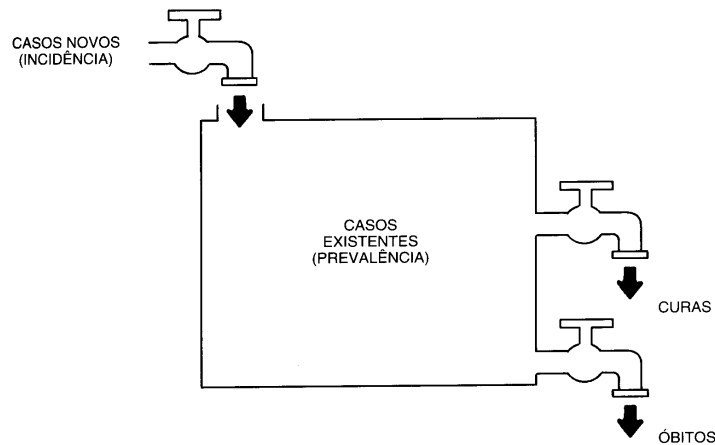 CASOS NOVOS
(INCIDÊNCIA)
CASOS
EXISTENTES
(PREVALÊNCIA)
CURAS
ÓBITOS